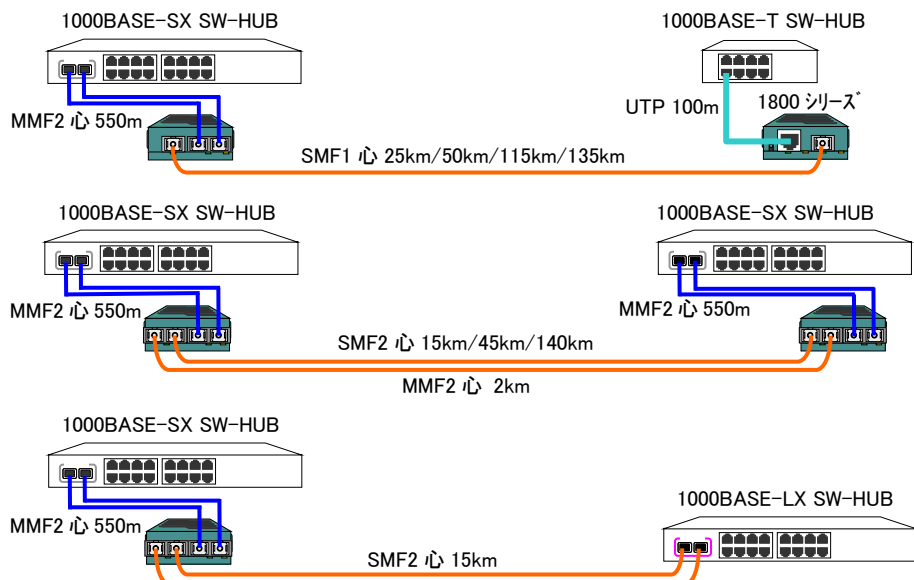 1000BASE-SX SW-HUB
1000BASE-T SW-HUB
MMF2 心 550m
UTP 100m
1800 ｼﾘｰｽﾞ
SMF1 心 25km/50km/115km/135km
1000BASE-SX SW-HUB
1000BASE-SX SW-HUB
MMF2 心 550m
MMF2 心 550m
SMF2 心 15km/45km/140km
MMF2 心 2km
1000BASE-SX SW-HUB
1000BASE-LX SW-HUB
MMF2 心 550m
SMF2 心 15km